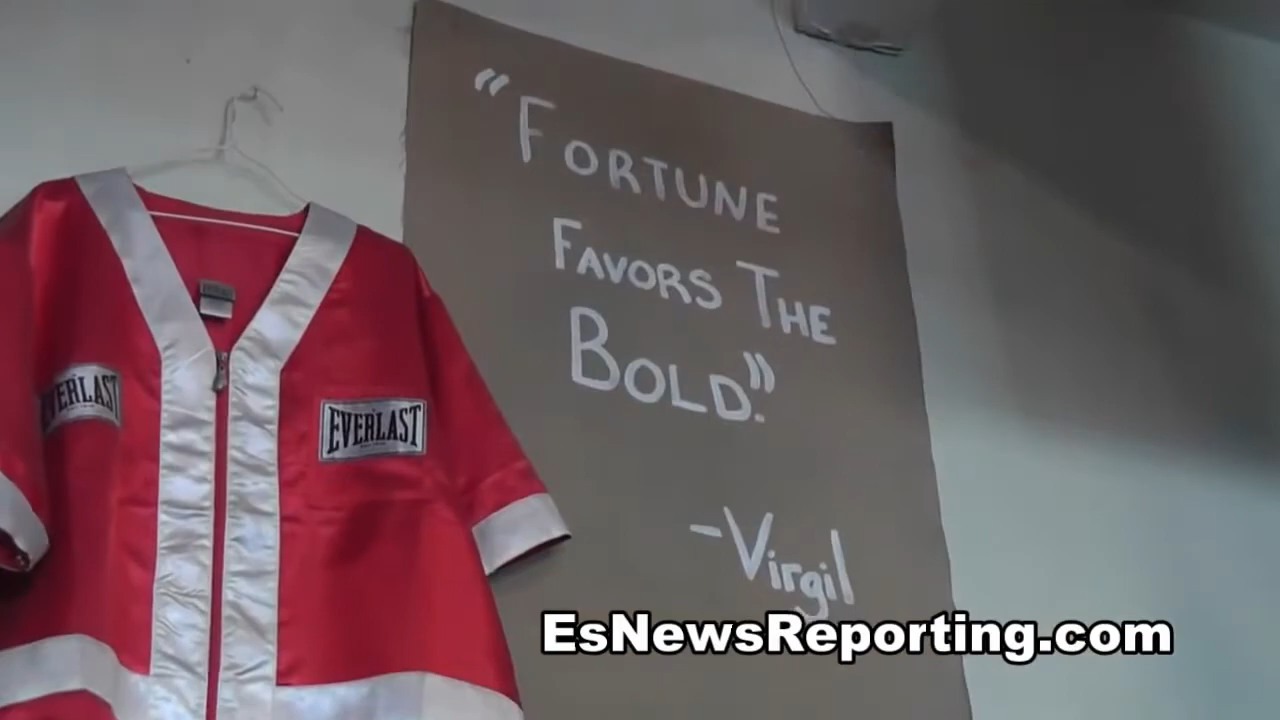 "FORTUNE
FAVORS THE
BOLD."
-Virgil
EVERLAST
EVERLAST
EsNewsReporting.com